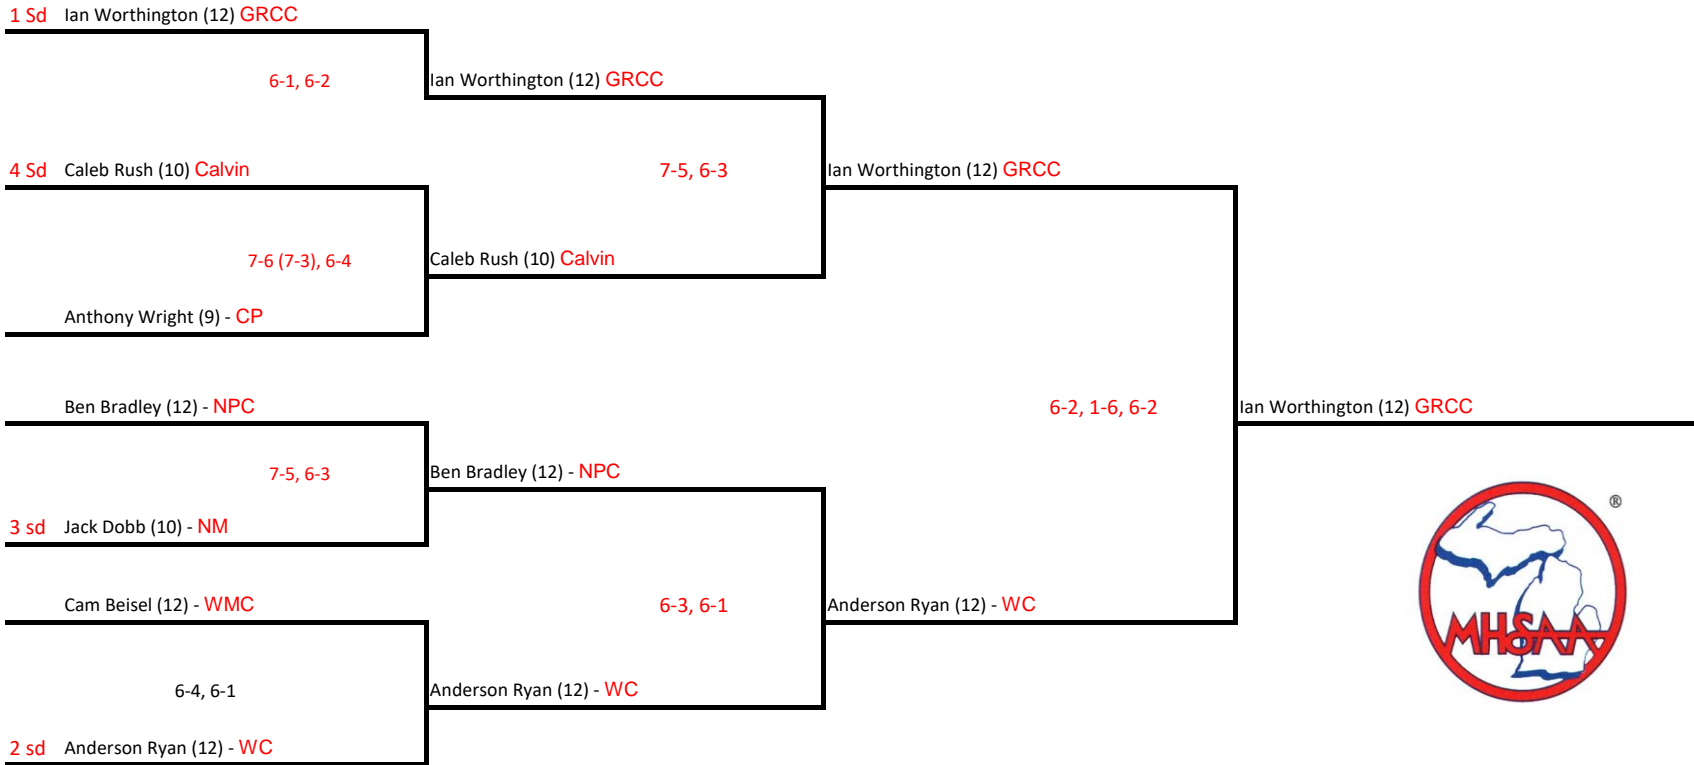 1 Sd Ian Worthington (12) GRCC
6-1, 6-2
Ian Worthington (12) GRCC
4 Sd Caleb Rush (10) Calvin
7-5, 6-3
Ian Worthington (12) GRCC
7-6 (7-3), 6-4
Caleb Rush (10) Calvin
Anthony Wright (9) - CP
Ben Bradley (12) - NPC
6-2, 1-6, 6-2
Ian Worthington (12) GRCC
7-5, 6-3
Ben Bradley (12) - NPC
3 sd Jack Dobb (10) - NM
Cam Beisel (12) - WMC
6-3, 6-1
Anderson Ryan (12) - WC
6-4, 6-1
Anderson Ryan (12) - WC
2 sd Anderson Ryan (12) - WC
®
MHSAA